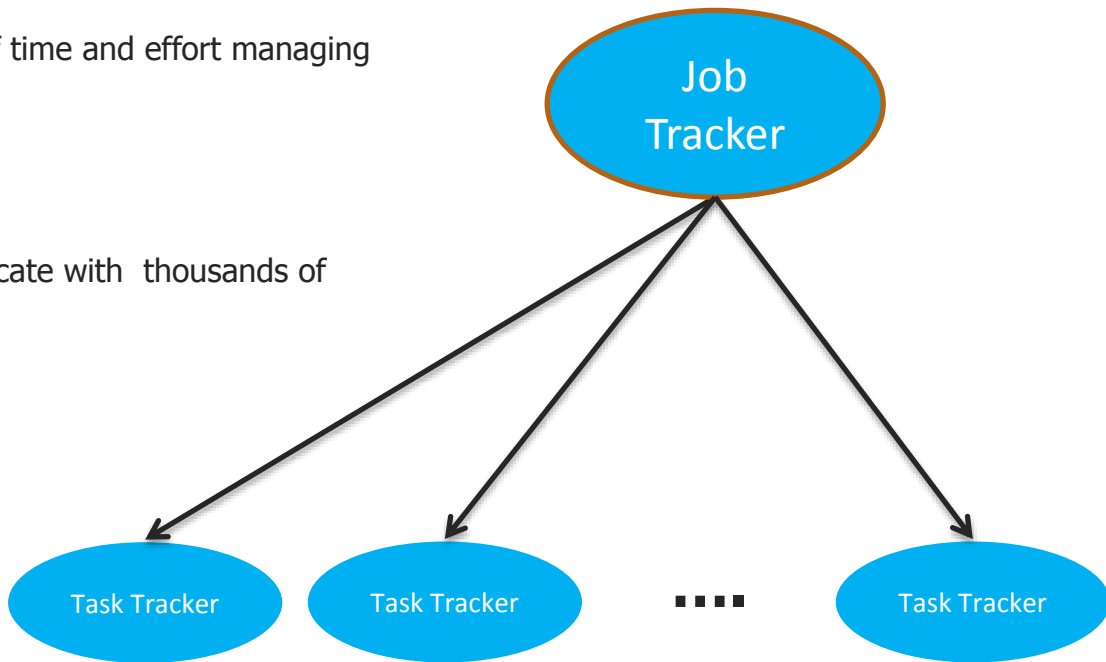 time and effort managing
Job
Tracker
cate with thousands of
Task Tracker
Task Tracker
....
Task Tracker